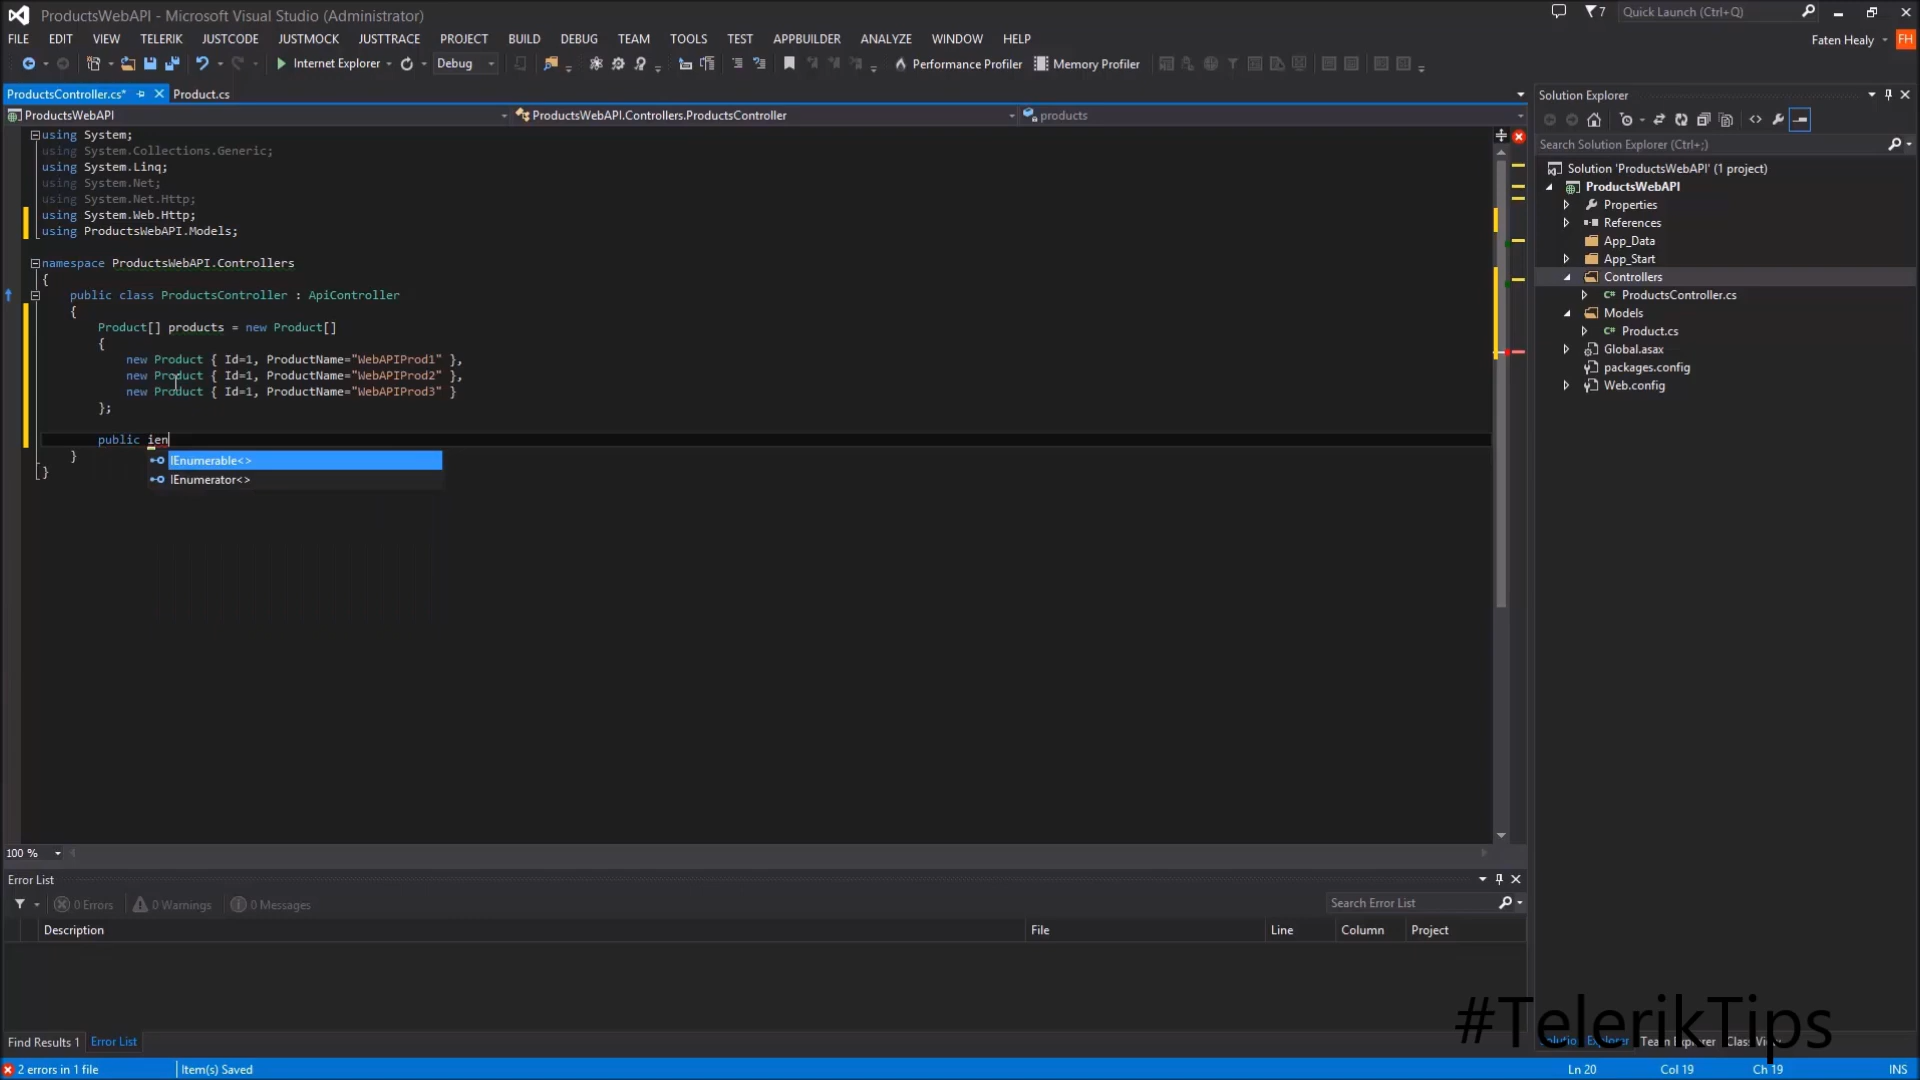 ProductsWebAPI - Microsoft Visual Studio (Administrator)
7
Quick Launch (Ctrl+Q)
FILE EDIT VIEW TELERIK JUSTCODE JUSTMOCK JUSTTRACE PROJECT BUILD DEBUG TEAM TOOLS TEST APPBUILDER ANALYZE WINDOW HELP
Faten Healy
FH
Internet Explorer
Debug
Performance Profiler
Memory Profiler
ProductsController.cs*
Product.cs
ProductsWebAPI
ProductsWebAPI.Controllers.ProductsController
products
using System;
using System.Collections.Generic;
using System.Linq;
using System.Net;
using System.Net.Http;
using System.Web.Http;
using ProductsWebAPI.Models;
namespace ProductsWebAPI.Controllers
{
public class ProductsController : ApiController
{
Product[] products = new Product[]
{
new Product { Id=1, ProductName="WebAPIProd1" },
new Product { Id=1, ProductName="WebAPIProd2" },
new Product { Id=1, ProductName="WebAPIProd3" }
};
public ien
}
}
IEnumerable<>
IEnumerator<>
Solution Explorer
Search Solution Explorer (Ctrl+;)
Solution 'ProductsWebAPI' (1 project)
ProductsWebAPI
Properties
References
App_Data
App_Start
Controllers
C# ProductsController.cs
Models
C# Product.cs
Global.asax
packages.config
Web.config
100 %
Error List
0 Errors
0 Warnings
0 Messages
Search Error List
Description File Line Column Project
#TelerikTips
Find Results 1
Error List
Solution Explorer
Team Explorer
Class View
2 errors in 1 file
Item(s) Saved
Ln 20
Col 19
Ch 19
INS